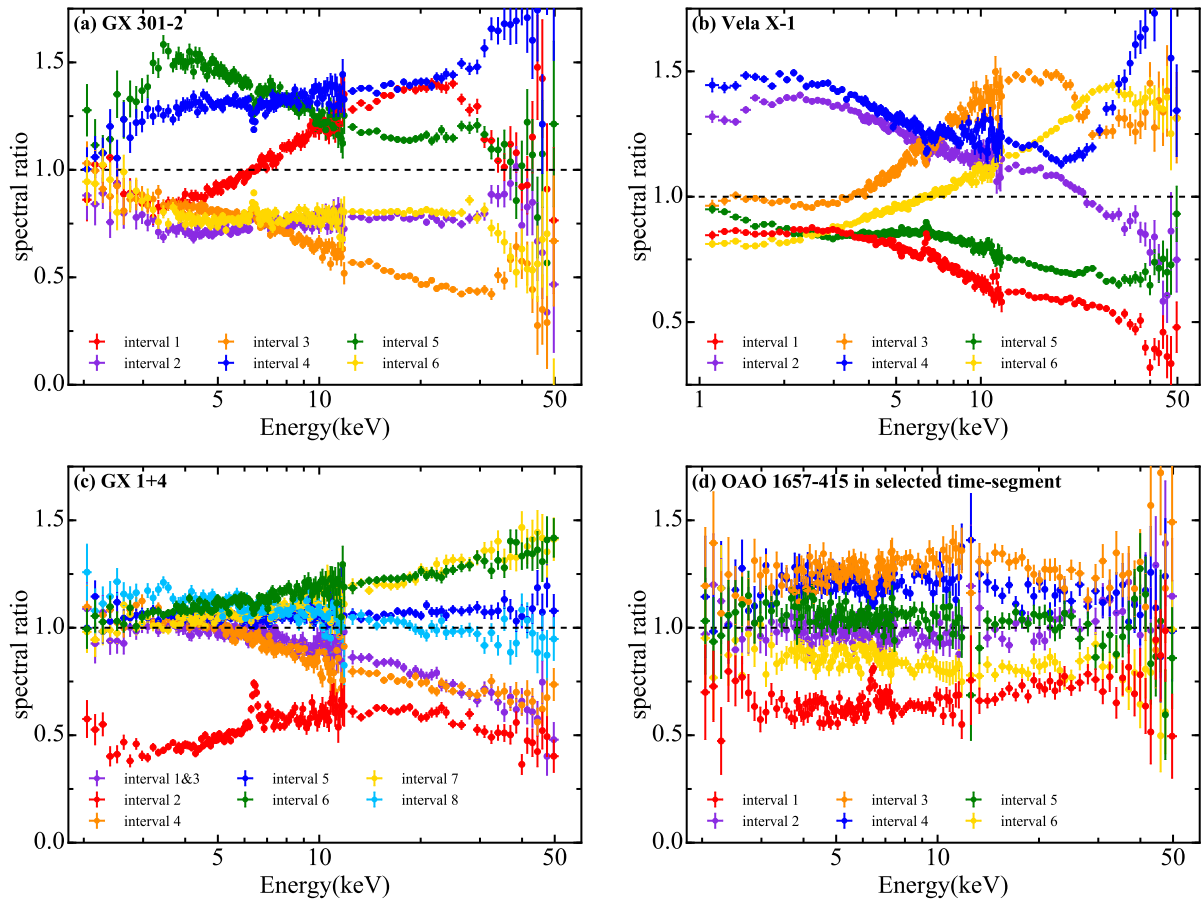 (a) GX 301-2
spectral ratio
1.5
1.0
0.5
0.0
interval 1
interval 3
interval 5
interval 2
interval 4
interval 6
5
10
50
Energy(keV)
(b) Vela X-1
spectral ratio
1.5
1.0
0.5
interval 1
interval 3
interval 5
interval 2
interval 4
interval 6
1
5
10
50
Energy(keV)
(c) GX 1+4
spectral ratio
1.5
1.0
0.5
0.0
interval 1&3
interval 5
interval 7
interval 2
interval 6
interval 8
interval 4
5
10
50
Energy(keV)
(d) OAO 1657-415 in selected time-segment
spectral ratio
1.5
1.0
0.5
0.0
interval 1
interval 3
interval 5
interval 2
interval 4
interval 6
5
10
50
Energy(keV)